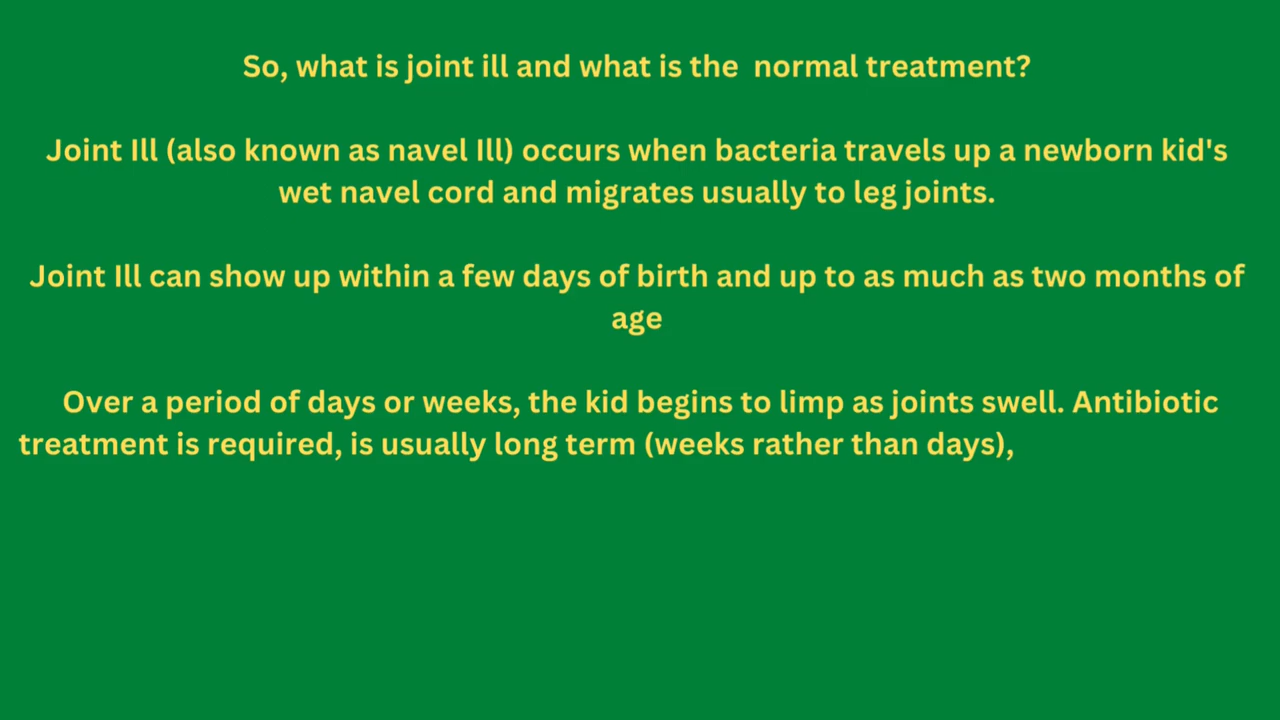 So, what is joint ill and what is the  normal treatment?
Joint Ill (also known as navel Ill) occurs when bacteria travels up a newborn kid's
wet navel cord and migrates usually to leg joints.
Joint Ill can show up within a few days of birth and up to as much as two months of
age
Over a period of days or weeks, the kid begins to limp as joints swell. Antibiotic
treatment is required, is usually long term (weeks rather than days),